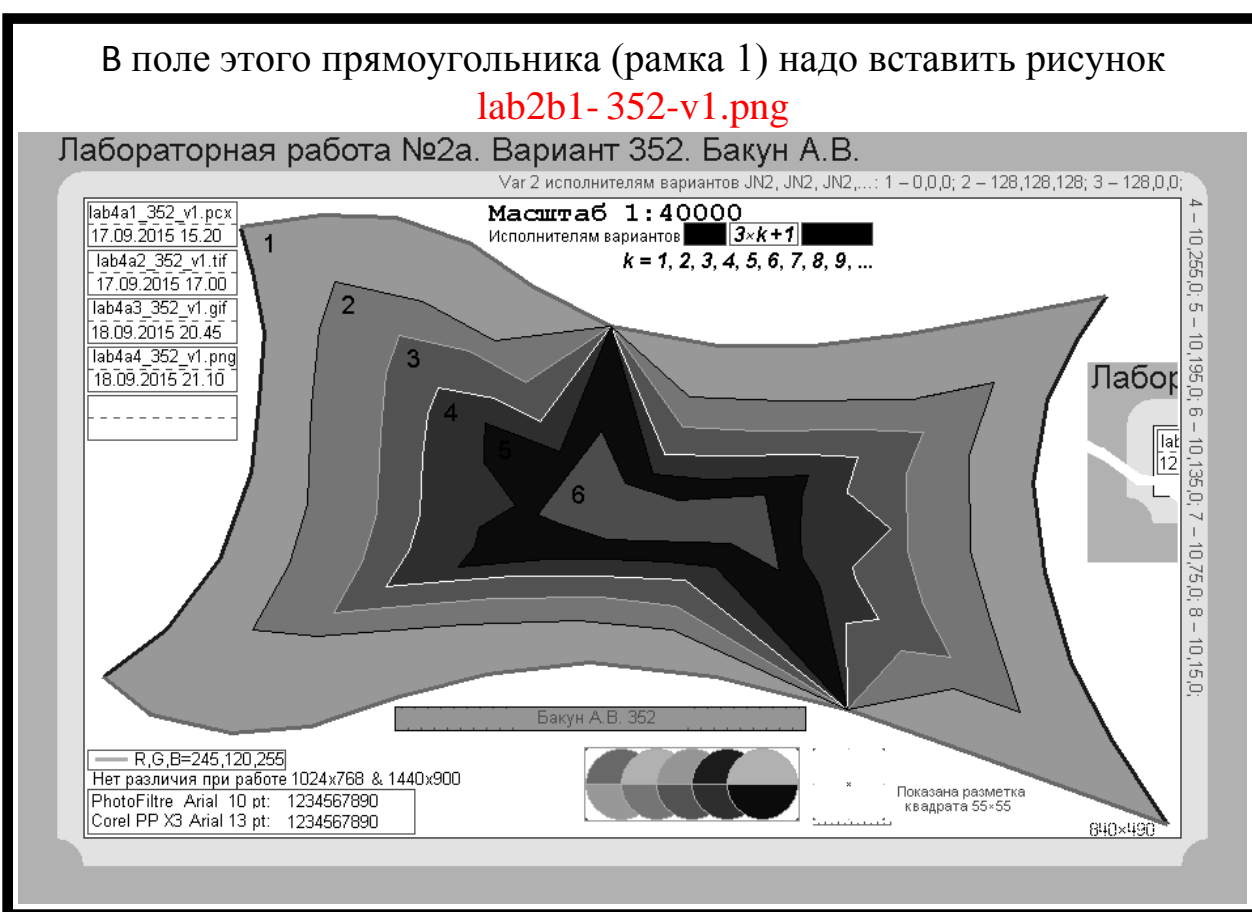 В поле этого прямоугольника (рамка 1) надо вставить рисунок
lab2b1- 352-v1.png
Лабораторная работа №2а. Вариант 352. Бакун А.В.
Var 2 исполнителям вариантов JN2, JN2, JN2,...: 1 – 0,0,0; 2 – 128,128,128; 3 – 128,0,0;
4 – 10,255,0; 5 – 10,195,0; 6 – 10,135,0; 7 – 10,75,0; 8 – 10,15,0;
lab4a1_352_v1.pcx
17.09.2015 15.20
lab4a2_352_v1.tif
17.09.2015 17.00
lab4a3_352_v1.gif
18.09.2015 20.45
lab4a4_352_v1.png
18.09.2015 21.10
Масштаб 1:40000
Исполнителям вариантов 3×k+1
k = 1, 2, 3, 4, 5, 6, 7, 8, 9, ...
1
2
3
4
5
6
Лабор
lab
12
Бакун А.В. 352
R,G,B=245,120,255
Нет различия при работе 1024x768 & 1440x900
PhotoFiltre Arial 10 pt: 1234567890
Corel PP X3 Arial 13 pt: 1234567890
Показана разметка
квадрата 55×55
840×490